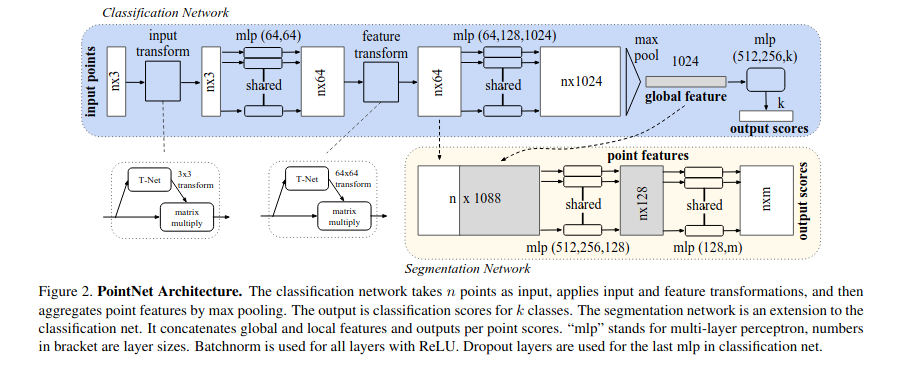 Classification Network
input points
nx3
input
transform
nx3
mlp (64,64)
shared
nx64
feature
transform
nx64
mlp (64,128,1024)
shared
nx1024
max
pool
1024
global feature
mlp
(512,256,k)
k
output scores
T-Net
3x3
transform
matrix
multiply
T-Net
64x64
transform
matrix
multiply
point features
n x 1088
shared
mlp (512,256,128)
nx128
shared
mlp (128,m)
nxm
output scores
Segmentation Network
Figure 2. PointNet Architecture. The classification network takes n points as input, applies input and feature transformations, and then
aggregates point features by max pooling. The output is classification scores for k classes. The segmentation network is an extension to the
classification net. It concatenates global and local features and outputs per point scores. “mlp” stands for multi-layer perceptron, numbers
in bracket are layer sizes. Batchnorm is used for all layers with ReLU. Dropout layers are used for the last mlp in classification net.